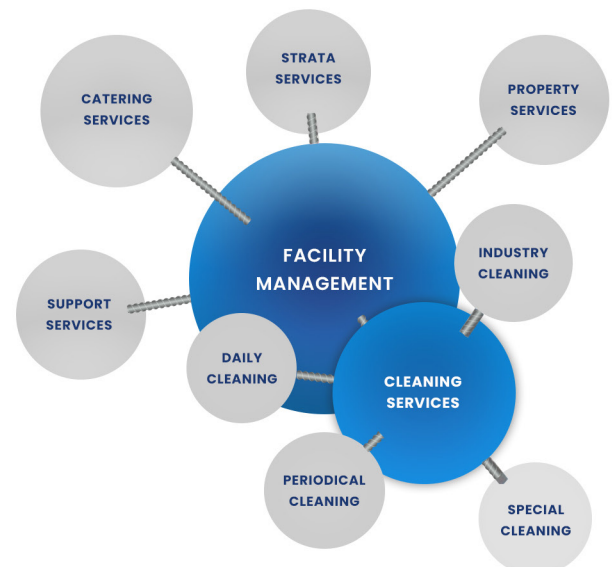 STRATA
SERVICES
CATERING
SERVICES
PROPERTY
SERVICES
FACILITY
MANAGEMENT
INDUSTRY
CLEANING
SUPPORT
SERVICES
DAILY
CLEANING
CLEANING
SERVICES
PERIODICAL
CLEANING
SPECIAL
CLEANING